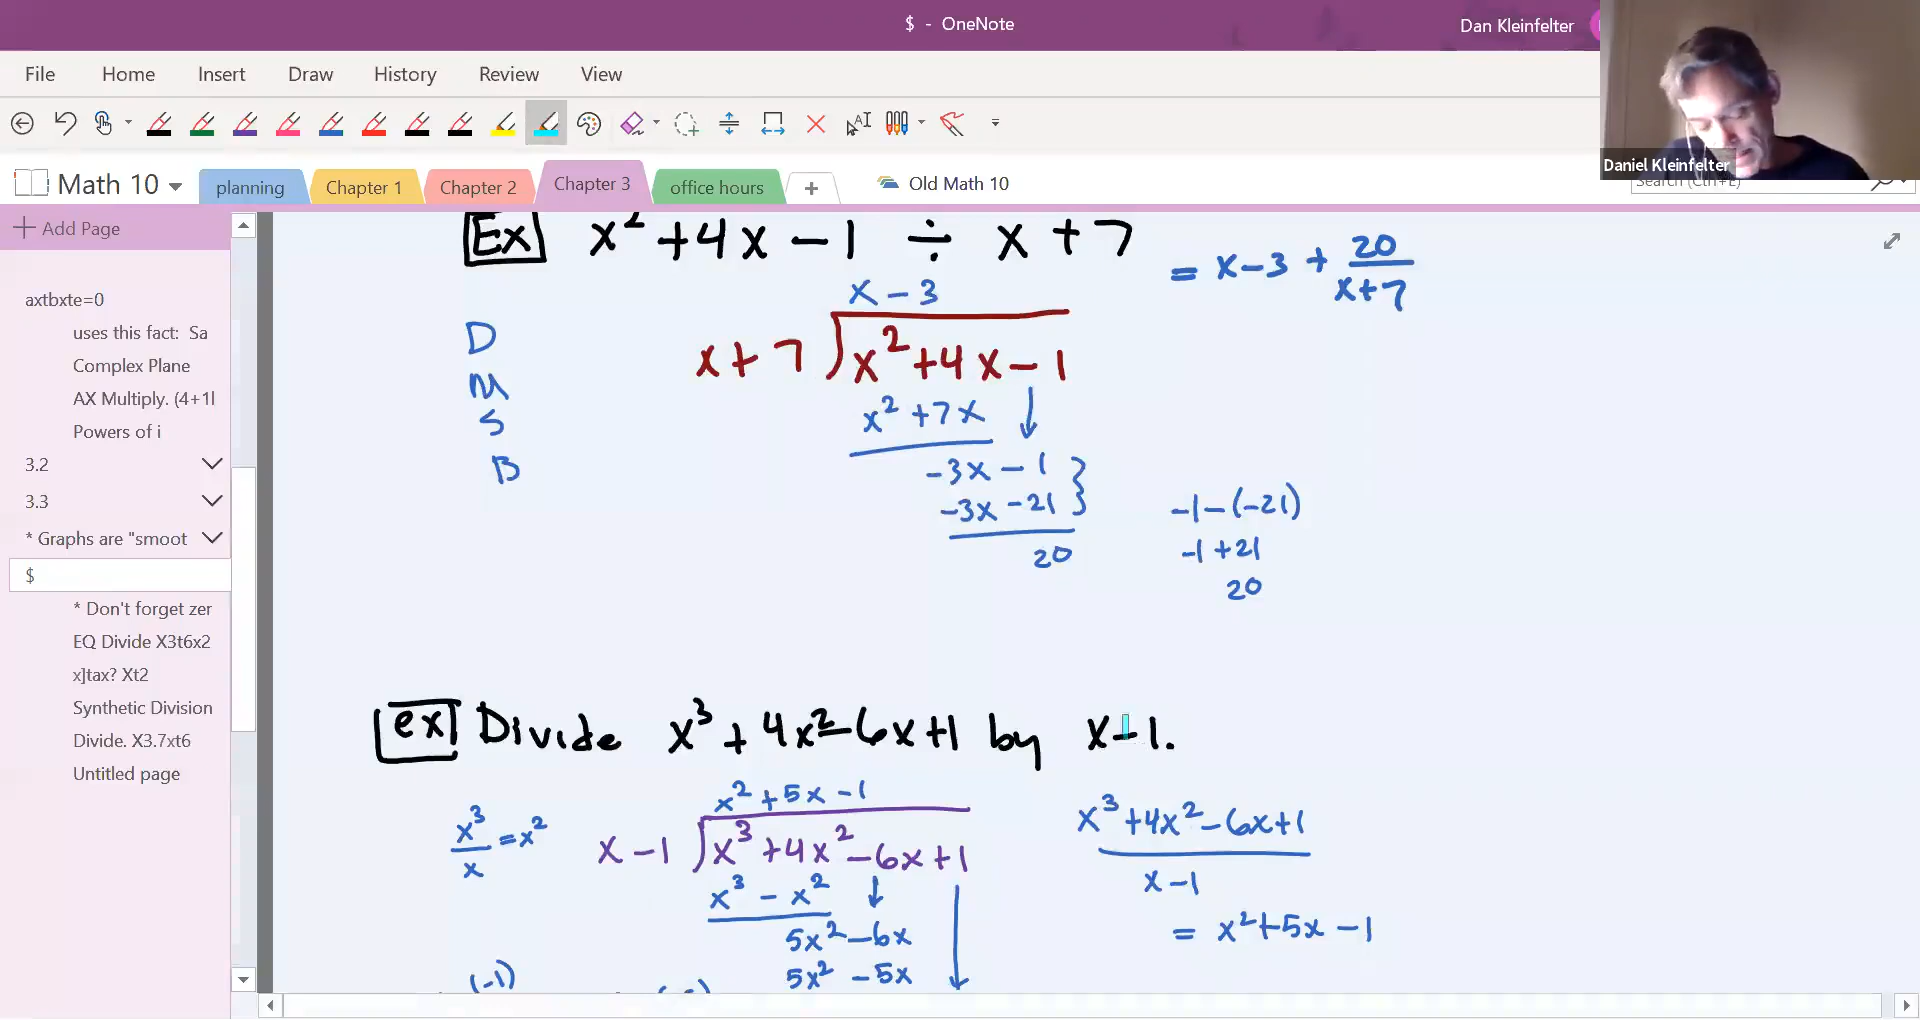 $ - OneNote
Dan Kleinfelter
File Home Insert Draw History Review View
Daniel Kleinfelter
Math 10 planning Chapter 1 Chapter 2 Chapter 3 office hours + Old Math 10
Search (Ctrl+E)
Add Page
axtbxte=0
uses this fact: Sa
Complex Plane
AX Multiply. (4+1l
Powers of i
3.2
3.3
* Graphs are "smoot
$
* Don't forget zer
EQ Divide X3t6x2
x]tax? Xt2
Synthetic Division
Divide. X3.7xt6
Untitled page
Ex x² + 4x - 1 ÷ x + 7
= x - 3 + 20/(x+7)
x - 3
D
x + 7 ) x² + 4x - 1
M
x² + 7x
S
B
-3x - 1
-3x - 21
20
-1 - (-21)
-1 + 21
20
ex Divide x³ + 4x² - 6x + 1 by x - 1.
x² + 5x - 1
x³/x = x²
x - 1 ) x³ + 4x² - 6x + 1
x³ - x²
5x² - 6x
5x² - 5x
(-1)
x³ + 4x² - 6x + 1
x - 1
= x² + 5x - 1